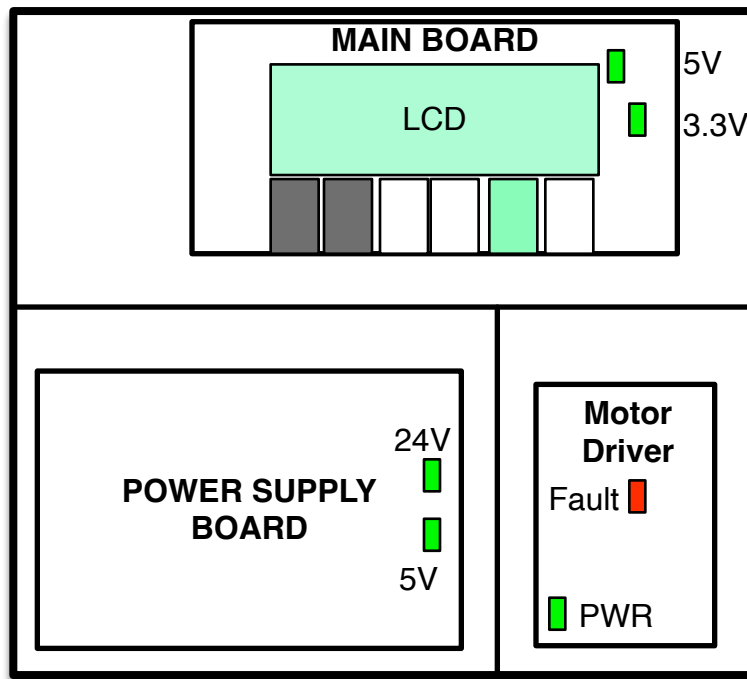 MAIN BOARD
5V
LCD
3.3V
24V
POWER SUPPLY
BOARD
5V
Motor
Driver
Fault
PWR